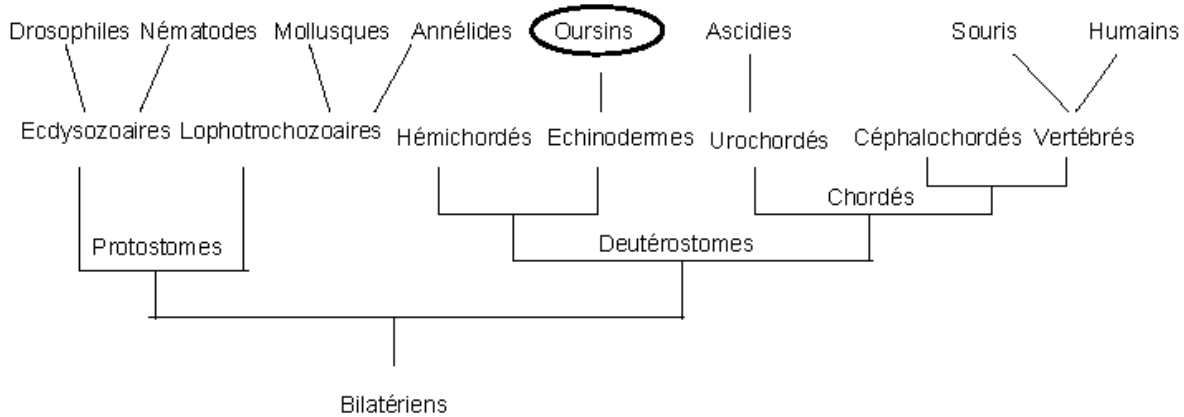 Drosophiles Nématodes Mollusques Annélides Oursins Ascidies Souris Humains
Ecdysozoaires Lophotrochozoaires Hémichordés Echinodermes Urochordés Céphalochordés Vertébrés
Chordés
Protostomes Deutérostomes
Bilatériens